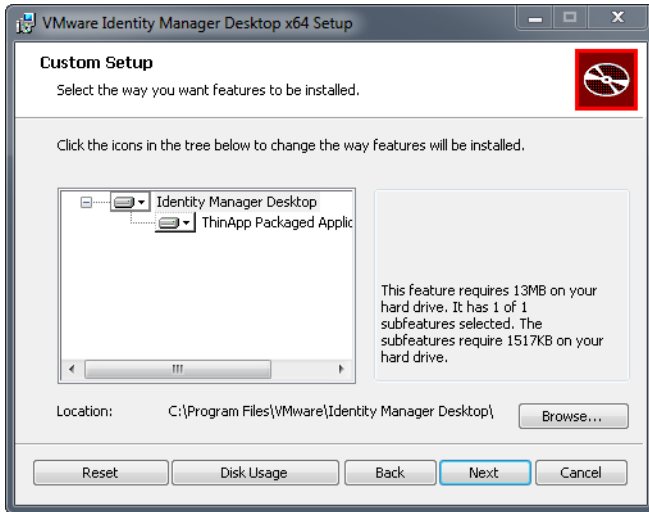 VMware Identity Manager Desktop x64 Setup
Custom Setup
Select the way you want features to be installed.
Click the icons in the tree below to change the way features will be installed.
Identity Manager Desktop
ThinApp Packaged Applic
This feature requires 13MB on your
hard drive. It has 1 of 1
subfeatures selected. The
subfeatures require 1517KB on your
hard drive.
Location: C:\Program Files\VMware\Identity Manager Desktop\ Browse...
Reset Disk Usage Back Next Cancel